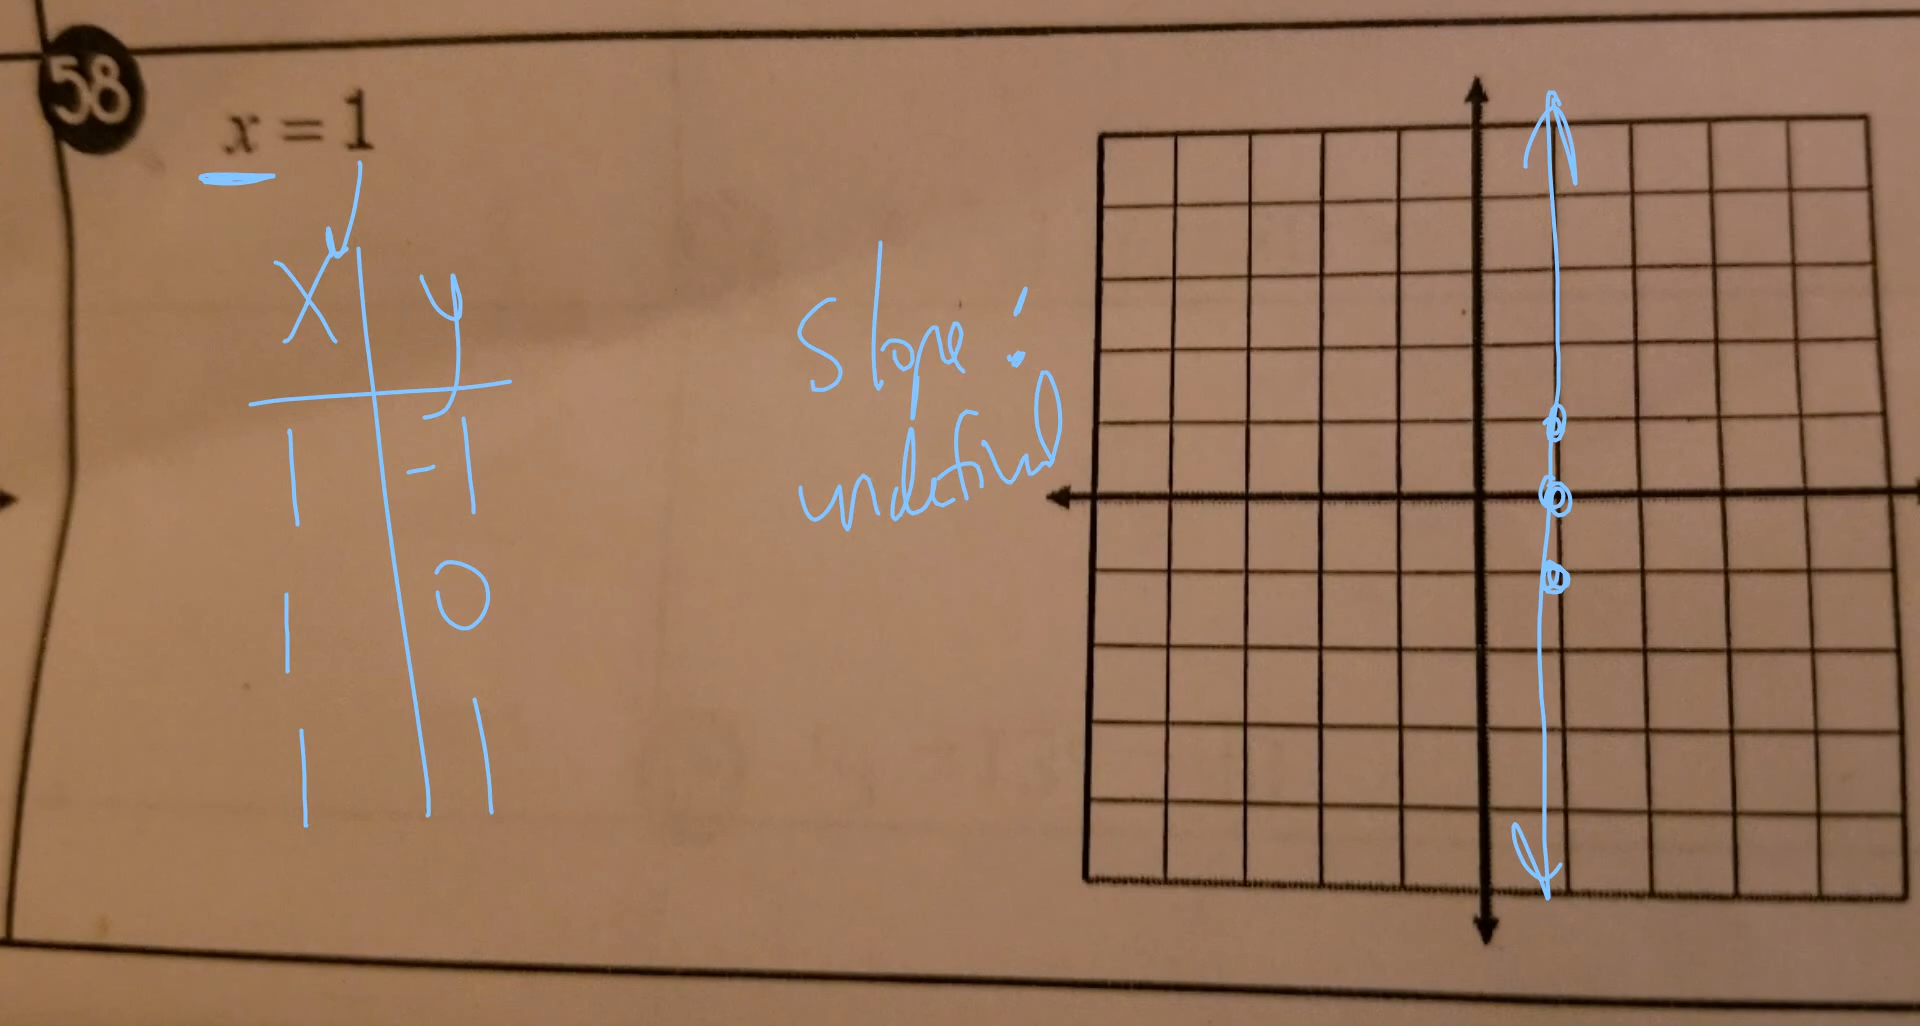 58
x = 1
x y
1 -1
1 0
1 1
Slope:
undefined